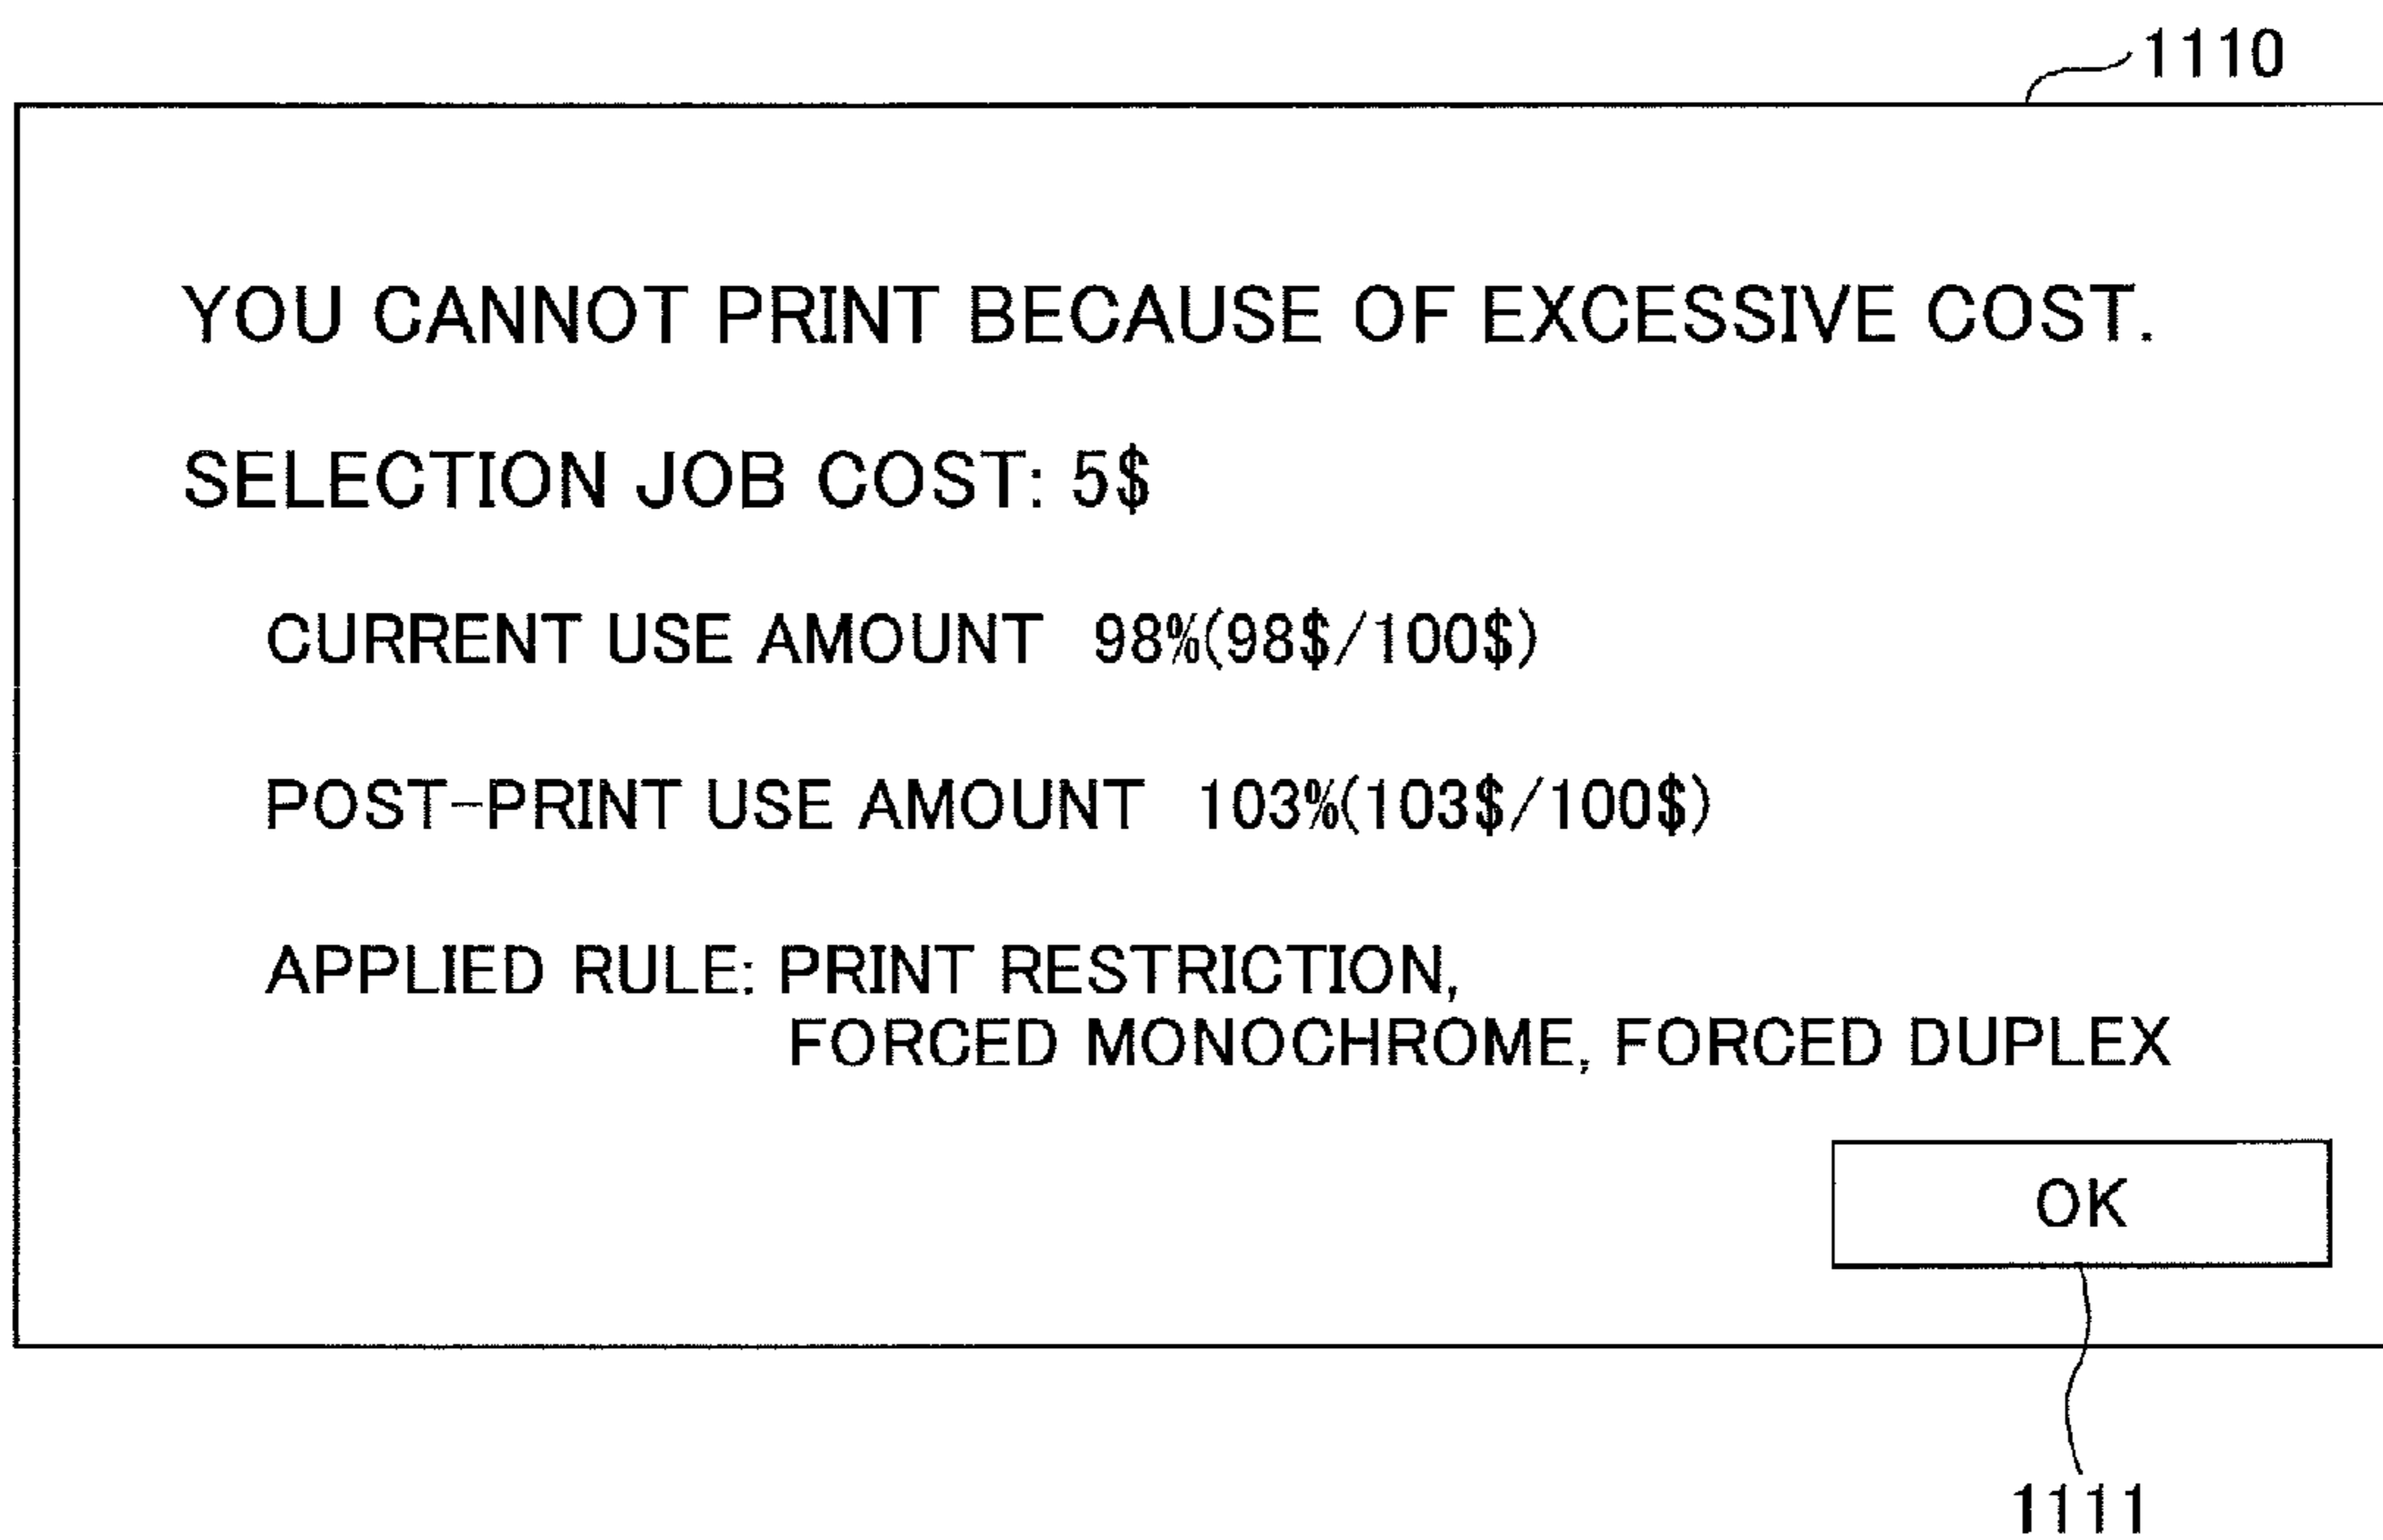 1110
YOU CANNOT PRINT BECAUSE OF EXCESSIVE COST.
SELECTION JOB COST: 5$
CURRENT USE AMOUNT 98%(98$/100$)
POST-PRINT USE AMOUNT 103%(103$/100$)
APPLIED RULE: PRINT RESTRICTION,
FORCED MONOCHROME, FORCED DUPLEX
OK
1111